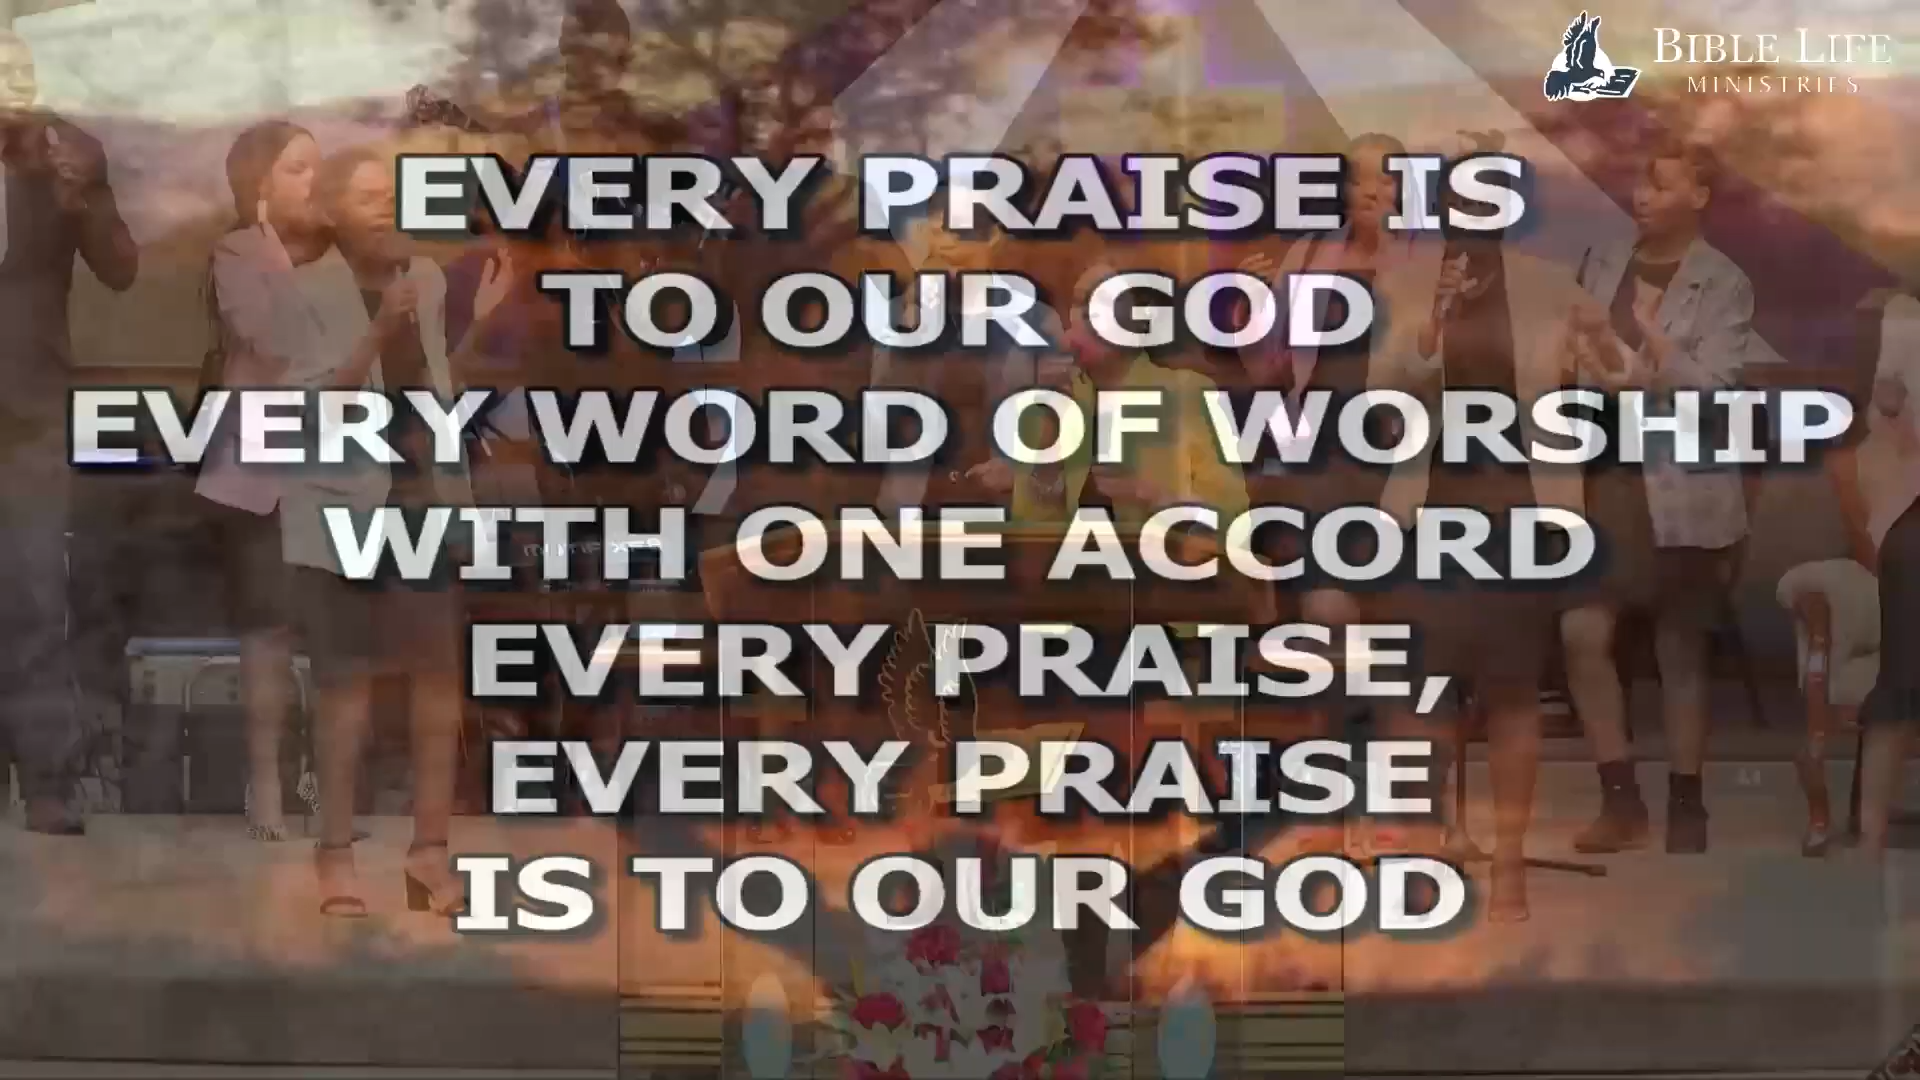 BIBLE LIFE
MINISTRIES
EVERY PRAISE IS
TO OUR GOD
EVERY WORD OF WORSHIP
WITH ONE ACCORD
EVERY PRAISE,
EVERY PRAISE
IS TO OUR GOD